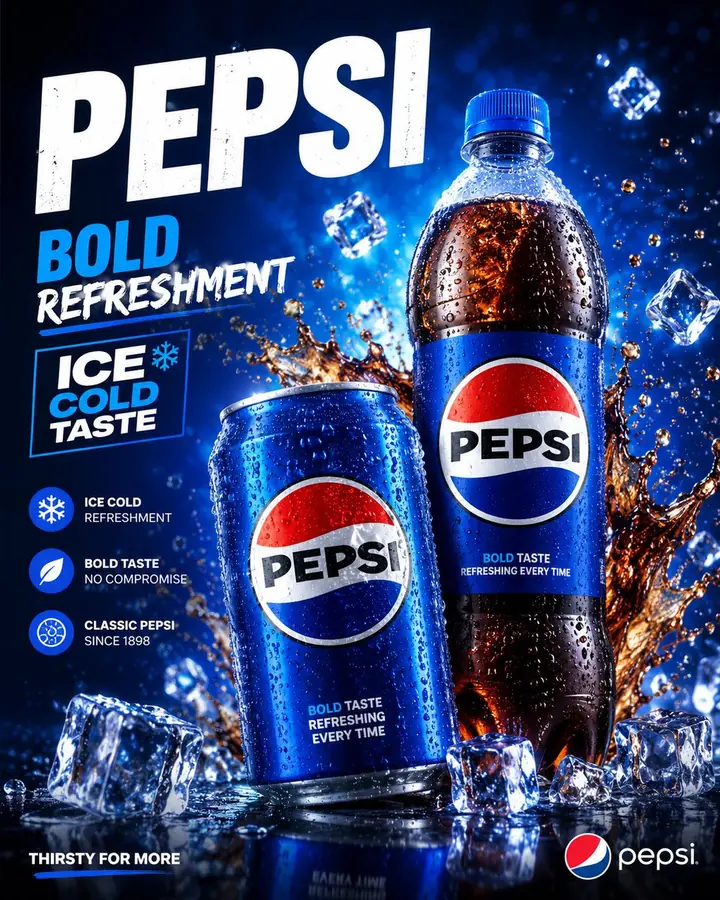 PEPSI
BOLD
REFRESHMENT
ICE
COLD
TASTE
ICE COLD
REFRESHMENT
BOLD TASTE
NO COMPROMISE
CLASSIC PEPSI
SINCE 1898
PEPSI
BOLD TASTE
REFRESHING
EVERY TIME
PEPSI
BOLD TASTE
REFRESHING EVERY TIME
THIRSTY FOR MORE
pepsi